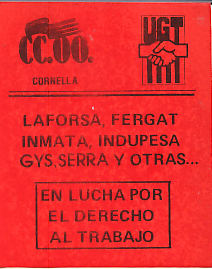 CC.OO.
UGT
CORNELLA
LAFORSA, FERGAT
INMATA, INDUPESA
GYS, SERRA Y OTRAS...
EN LUCHA POR
EL DERECHO
AL TRABAJO